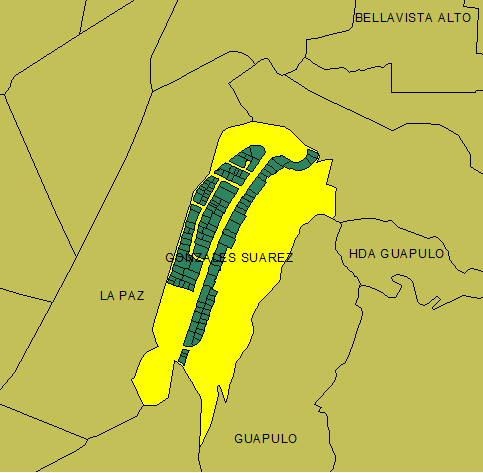 BELLAVISTA ALTO
GONZALES SUAREZ
HDA GUAPULO
LA PAZ
GUAPULO